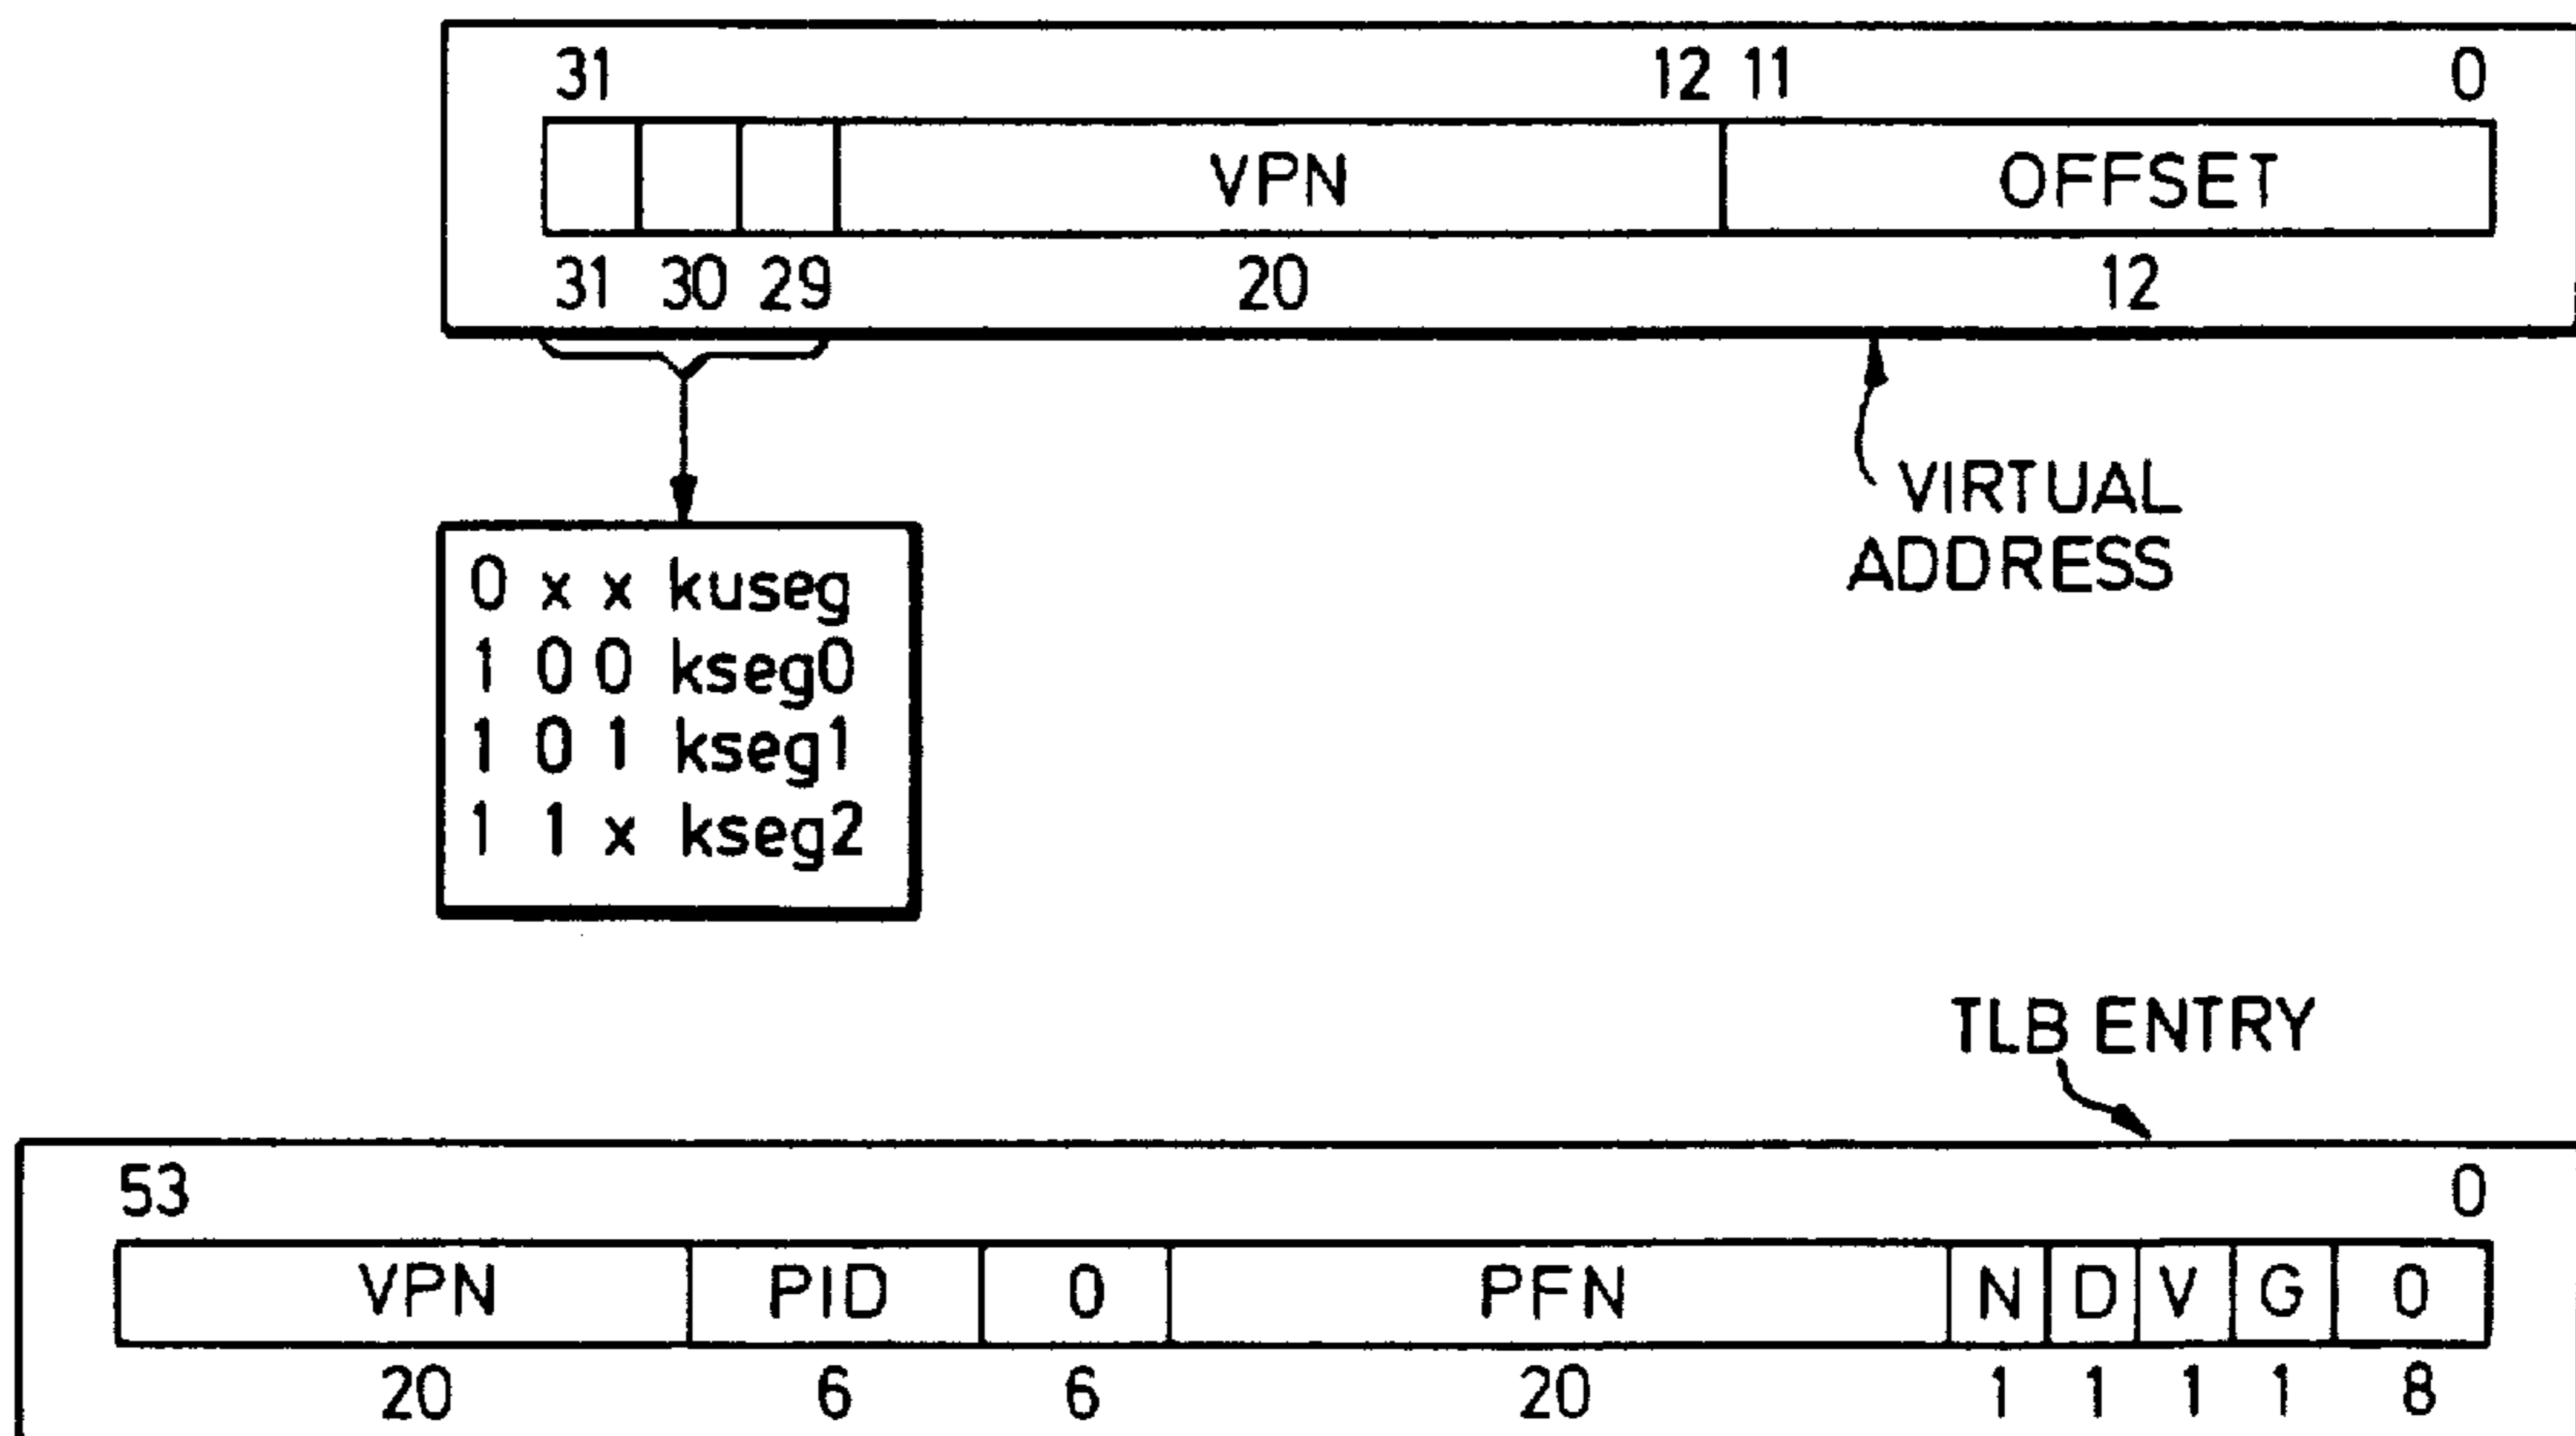 31 12 11 0
VPN OFFSET
31 30 29 20 12
VIRTUAL
ADDRESS
0 x x kuseg
1 0 0 kseg0
1 0 1 kseg1
1 1 x kseg2
TLB ENTRY
53 0
VPN PID 0 PFN N D V G 0
20 6 6 20 1 1 1 1 8